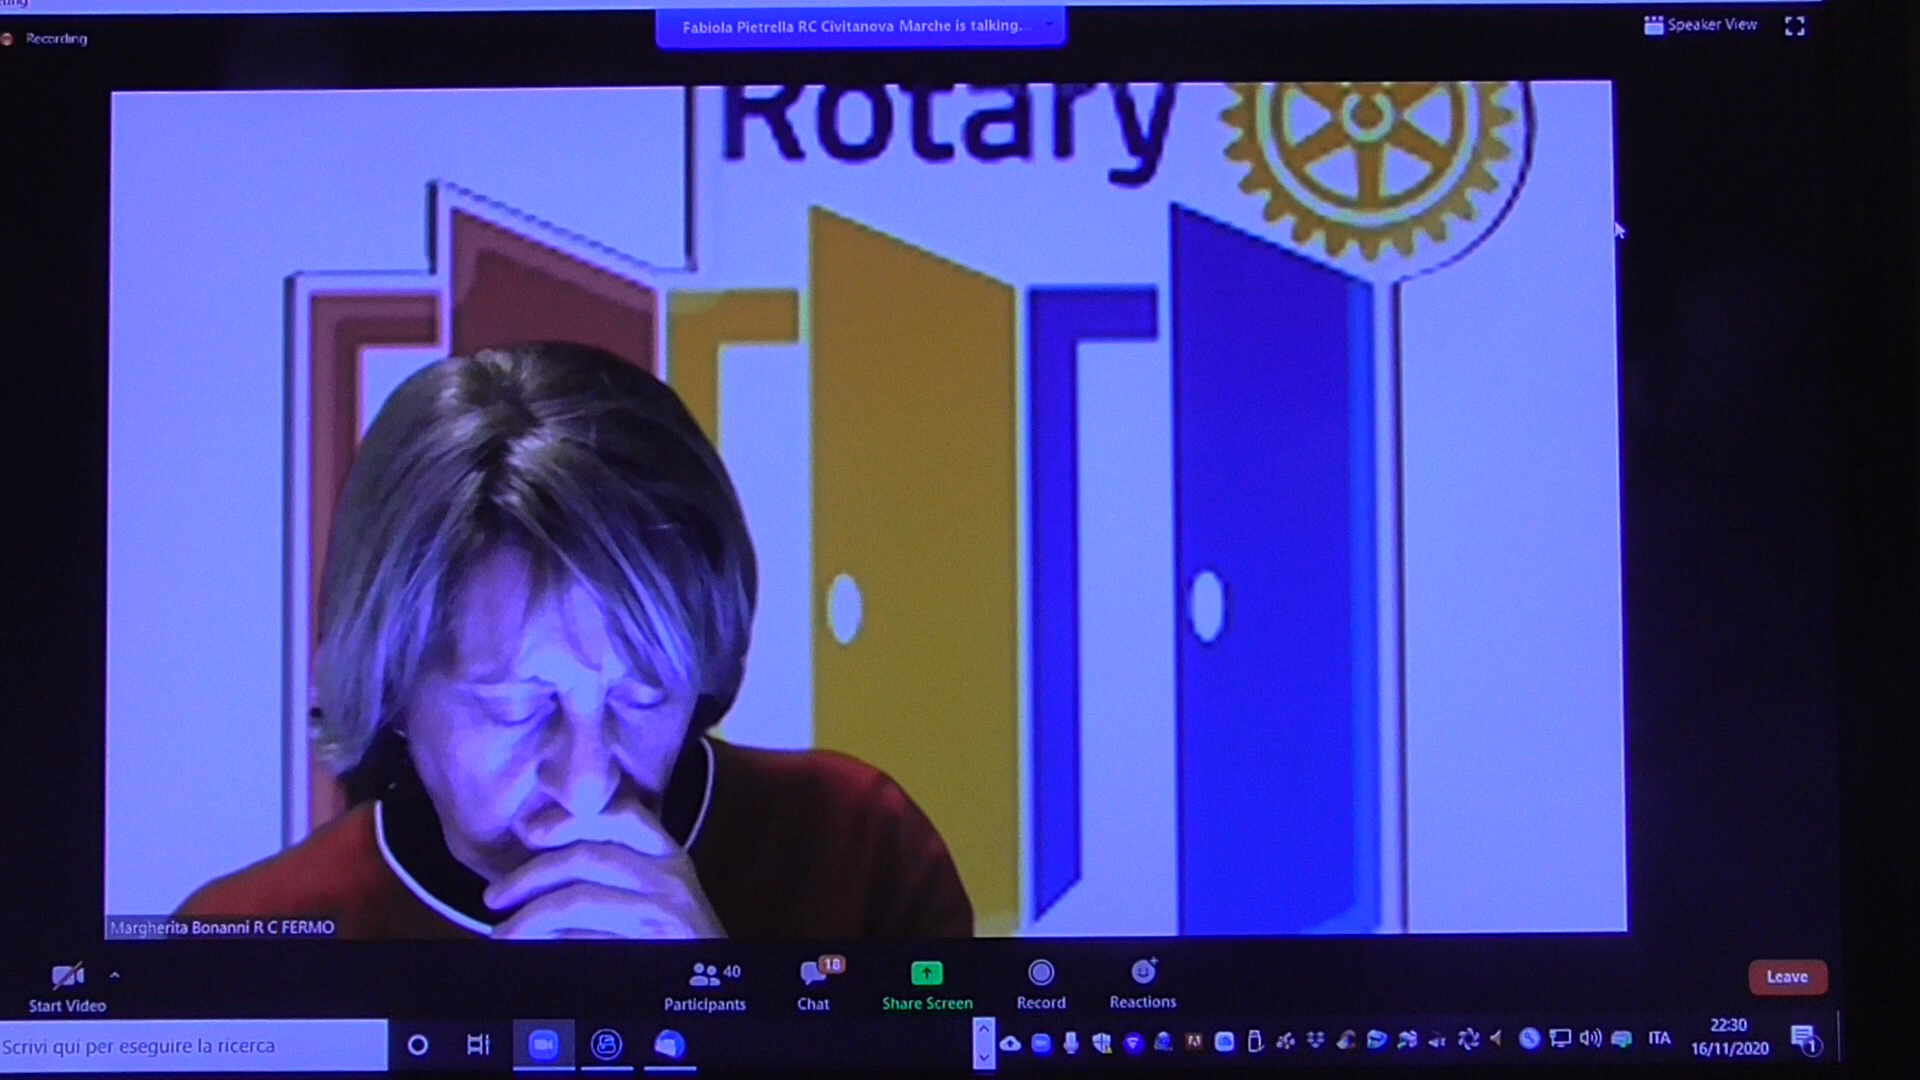 Recording
Fabiola Pietrella RC Civitanova Marche is talking...
Speaker View
Rotary
Margherita Bonanni R C FERMO
Start Video
40
Participants
18
Chat
Share Screen
Record
Reactions
Leave
Scrivi qui per eseguire la ricerca
ITA
22:30
16/11/2020
1